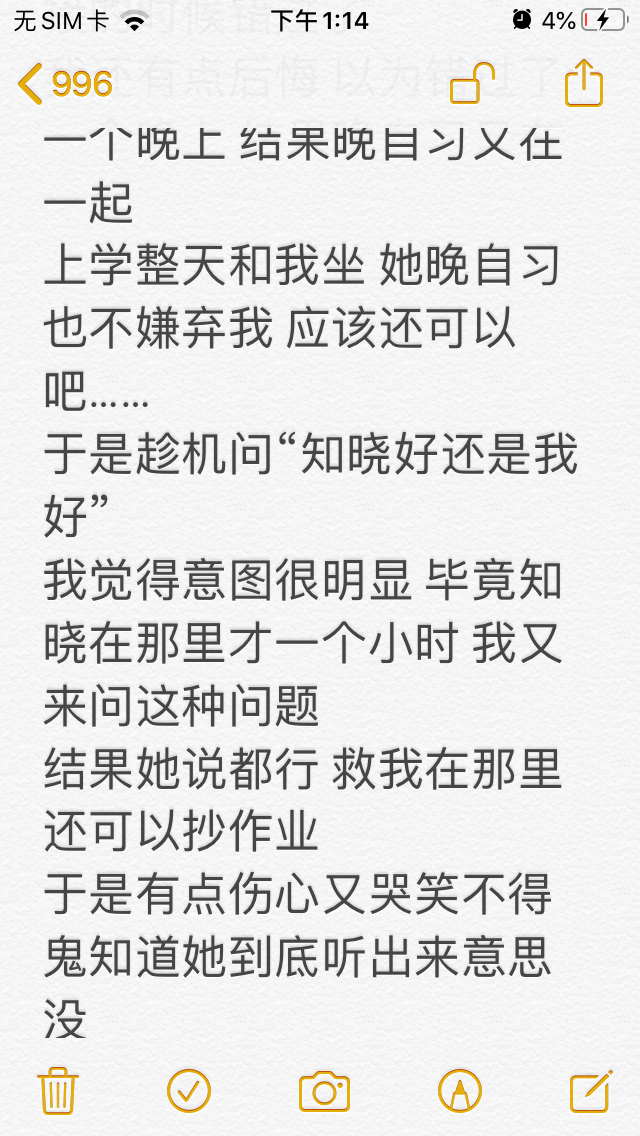 无SIM卡 下午1:14 4%
996
一个晚上 结果晚自习又在
一起
上学整天和我坐 她晚自习
也不嫌弃我 应该还可以
吧……
于是趁机问“知晓好还是我
好”
我觉得意图很明显 毕竟知
晓在那里才一个小时 我又
来问这种问题
结果她说都行 救我在那里
还可以抄作业
于是有点伤心又哭笑不得
鬼知道她到底听出来意思
没